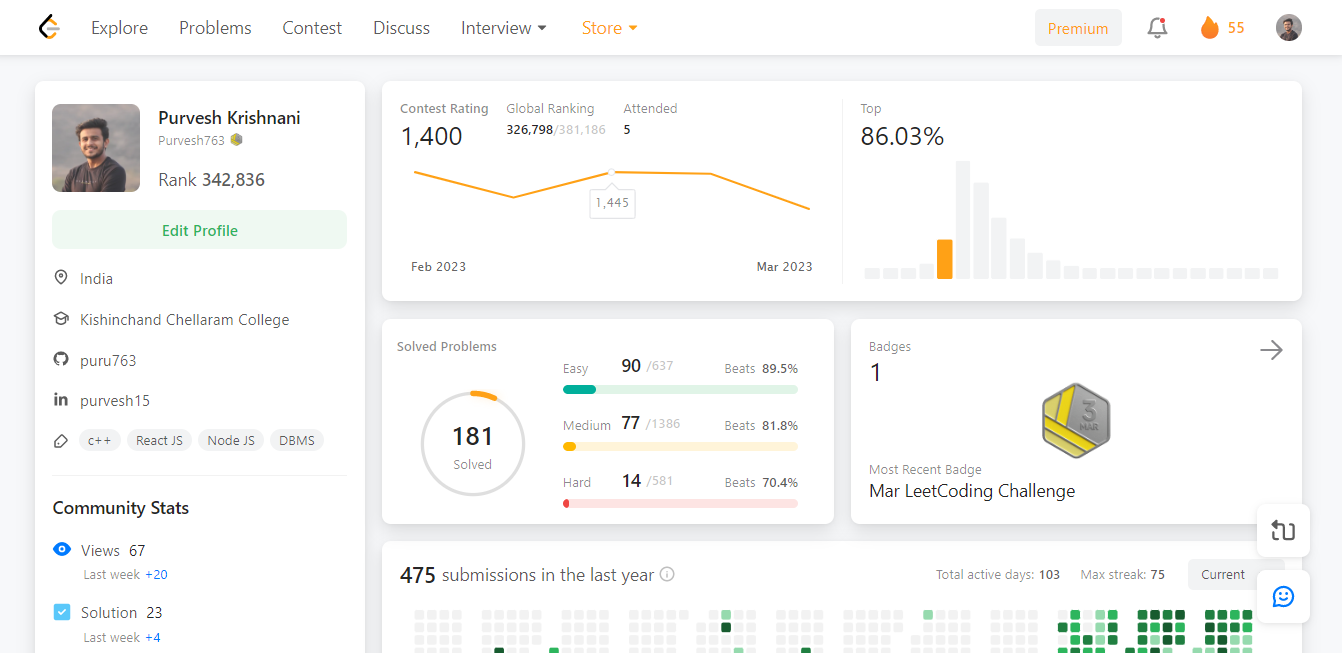 Explore Problems Contest Discuss Interview Store Premium 55
Purvesh Krishnani
Purvesh763
Rank 342,836
Edit Profile
India
Kishinchand Chellaram College
puru763
purvesh15
c++ React JS Node JS DBMS
Community Stats
Views 67
Last week +20
Solution 23
Last week +4
Contest Rating Global Ranking Attended
1,400 326,798/381,186 5
1,445
Feb 2023 Mar 2023
Top
86.03%
Solved Problems
181
Solved
Easy 90 /637 Beats 89.5%
Medium 77 /1386 Beats 81.8%
Hard 14 /581 Beats 70.4%
Badges
1
3
MAR
Most Recent Badge
Mar LeetCoding Challenge
475 submissions in the last year Total active days: 103 Max streak: 75 Current